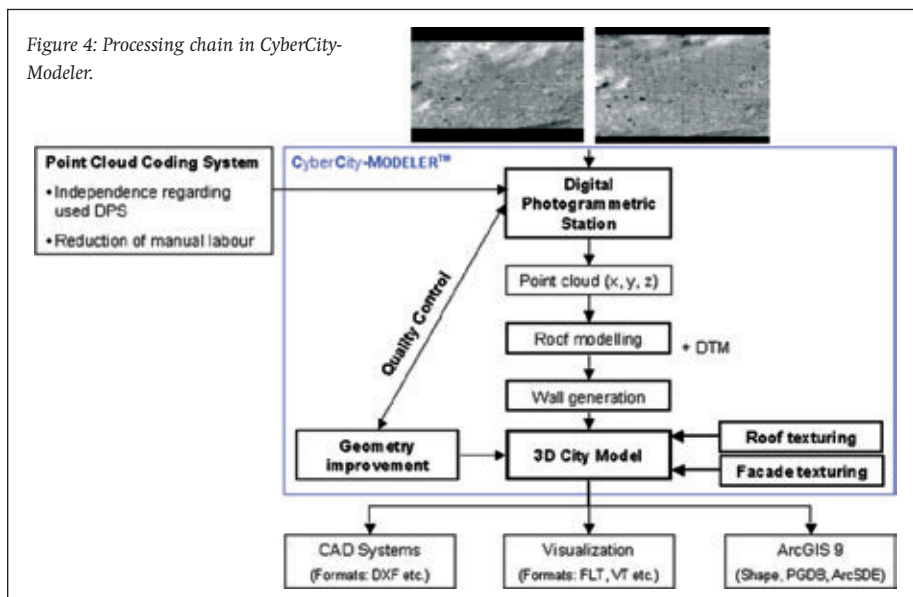 Figure 4: Processing chain in CyberCity-
Modeler.
Point Cloud Coding System
• Independence regarding
used DPS
• Reduction of manual labour
CyberCity-MODELER™
Digital
Photogrammetric
Station
Point cloud (x, y, z)
Roof modelling
+ DTM
Wall generation
Quality Control
Geometry
improvement
3D City Model
Roof texturing
Facade texturing
CAD Systems
(Formats: DXF etc.)
Visualization
(Formats: FLT, VT etc.)
ArcGIS 9
(Shape, PGDB, ArcSDE)